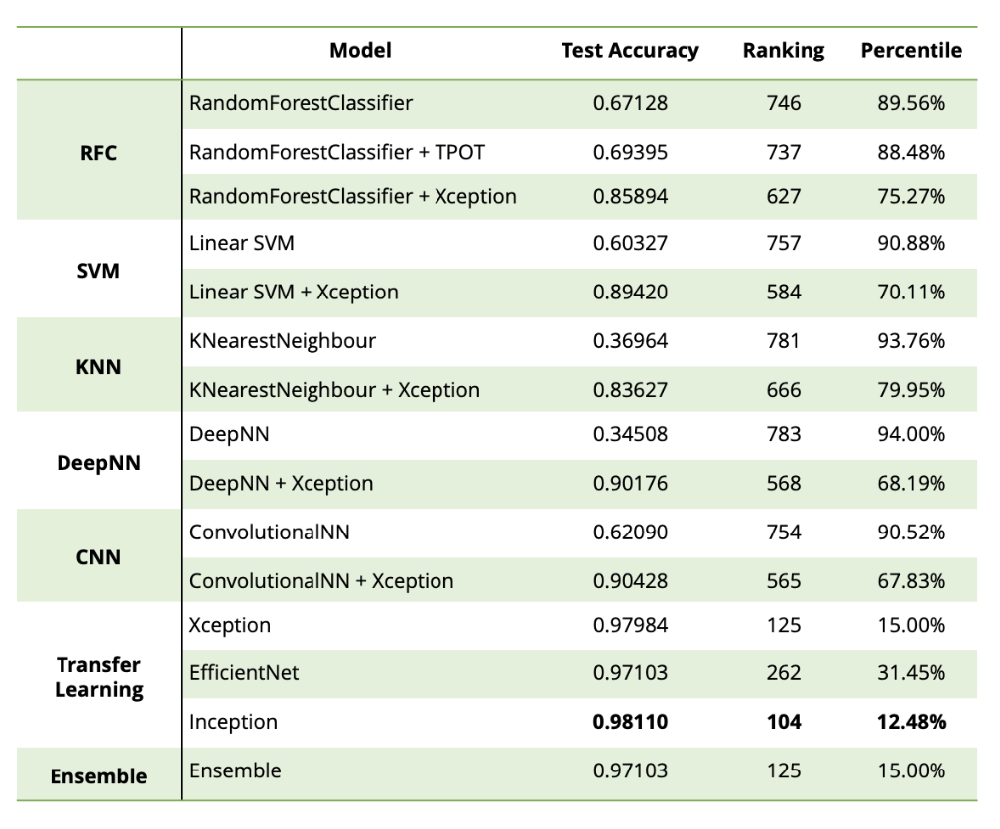 Model Test Accuracy Ranking Percentile
RFC
RandomForestClassifier 0.67128 746 89.56%
RandomForestClassifier + TPOT 0.69395 737 88.48%
RandomForestClassifier + Xception 0.85894 627 75.27%
SVM
Linear SVM 0.60327 757 90.88%
Linear SVM + Xception 0.89420 584 70.11%
KNN
KNearestNeighbour 0.36964 781 93.76%
KNearestNeighbour + Xception 0.83627 666 79.95%
DeepNN
DeepNN 0.34508 783 94.00%
DeepNN + Xception 0.90176 568 68.19%
CNN
ConvolutionalNN 0.62090 754 90.52%
ConvolutionalNN + Xception 0.90428 565 67.83%
Transfer
Learning
Xception 0.97984 125 15.00%
EfficientNet 0.97103 262 31.45%
Inception 0.98110 104 12.48%
Ensemble
Ensemble 0.97103 125 15.00%